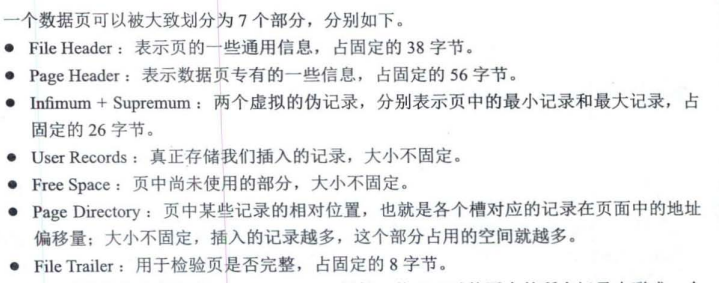 一个数据页可以被大致划分为 7 个部分，分别如下。
● File Header：表示页的一些通用信息，占固定的 38 字节。
● Page Header：表示数据页专有的一些信息，占固定的 56 字节。
● Infimum + Supremum：两个虚拟的伪记录，分别表示页中的最小记录和最大记录，占
固定的 26 字节。
● User Records：真正存储我们插入的记录，大小不固定。
● Free Space：页中尚未使用的部分，大小不固定。
● Page Directory：页中某些记录的相对位置，也就是各个槽对应的记录在页面中的地址
偏移量；大小不固定，插入的记录越多，这个部分占用的空间就越多。
● File Trailer：用于检验页是否完整，占固定的 8 字节。